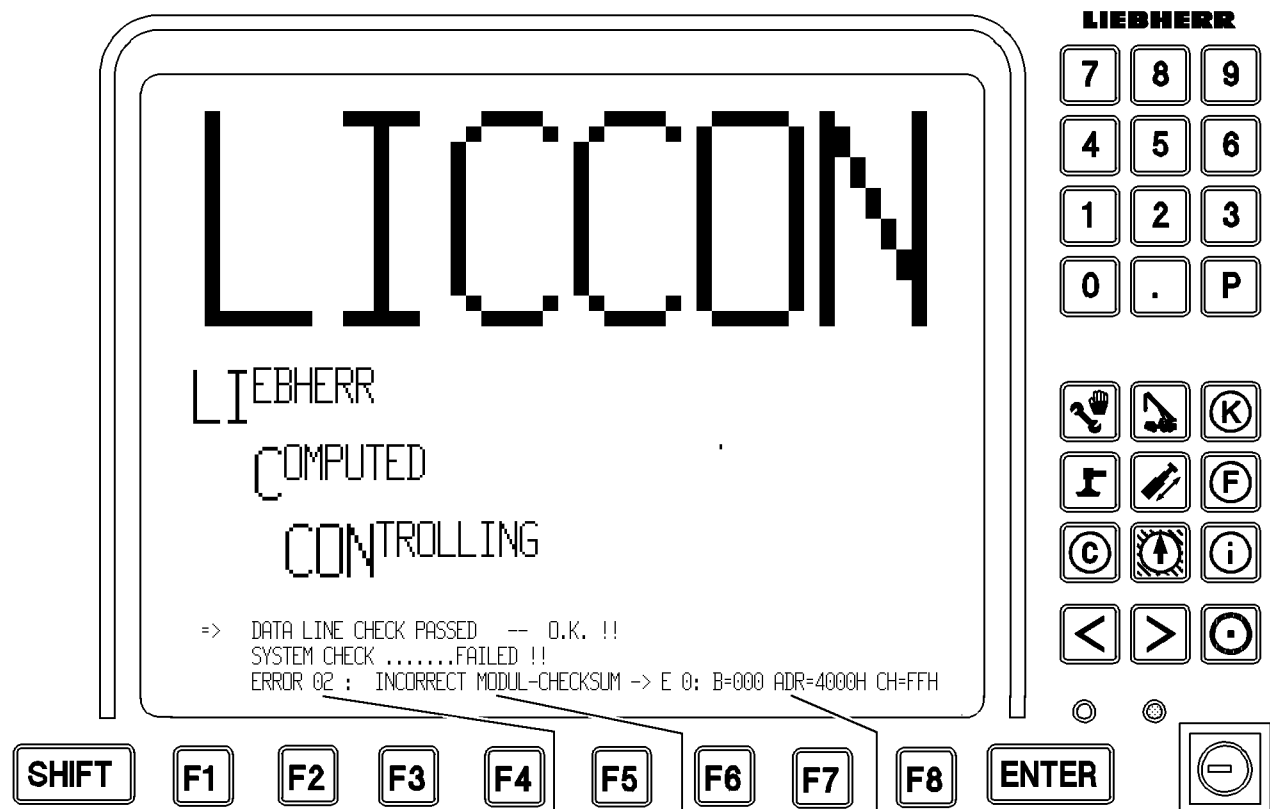 LIEBHERR
LICCON
LIEBHERR
COMPUTED
CONTROLLING
=> DATA LINE CHECK PASSED -- O.K. !!
SYSTEM CHECK .......FAILED !!
ERROR 02 : INCORRECT MODUL-CHECKSUM -> E 0: B=000 ADR=4000H CH=FFH
7 8 9
4 5 6
1 2 3
0 . P
K
F
C i
< >
SHIFT F1 F2 F3 F4 F5 F6 F7 F8 ENTER